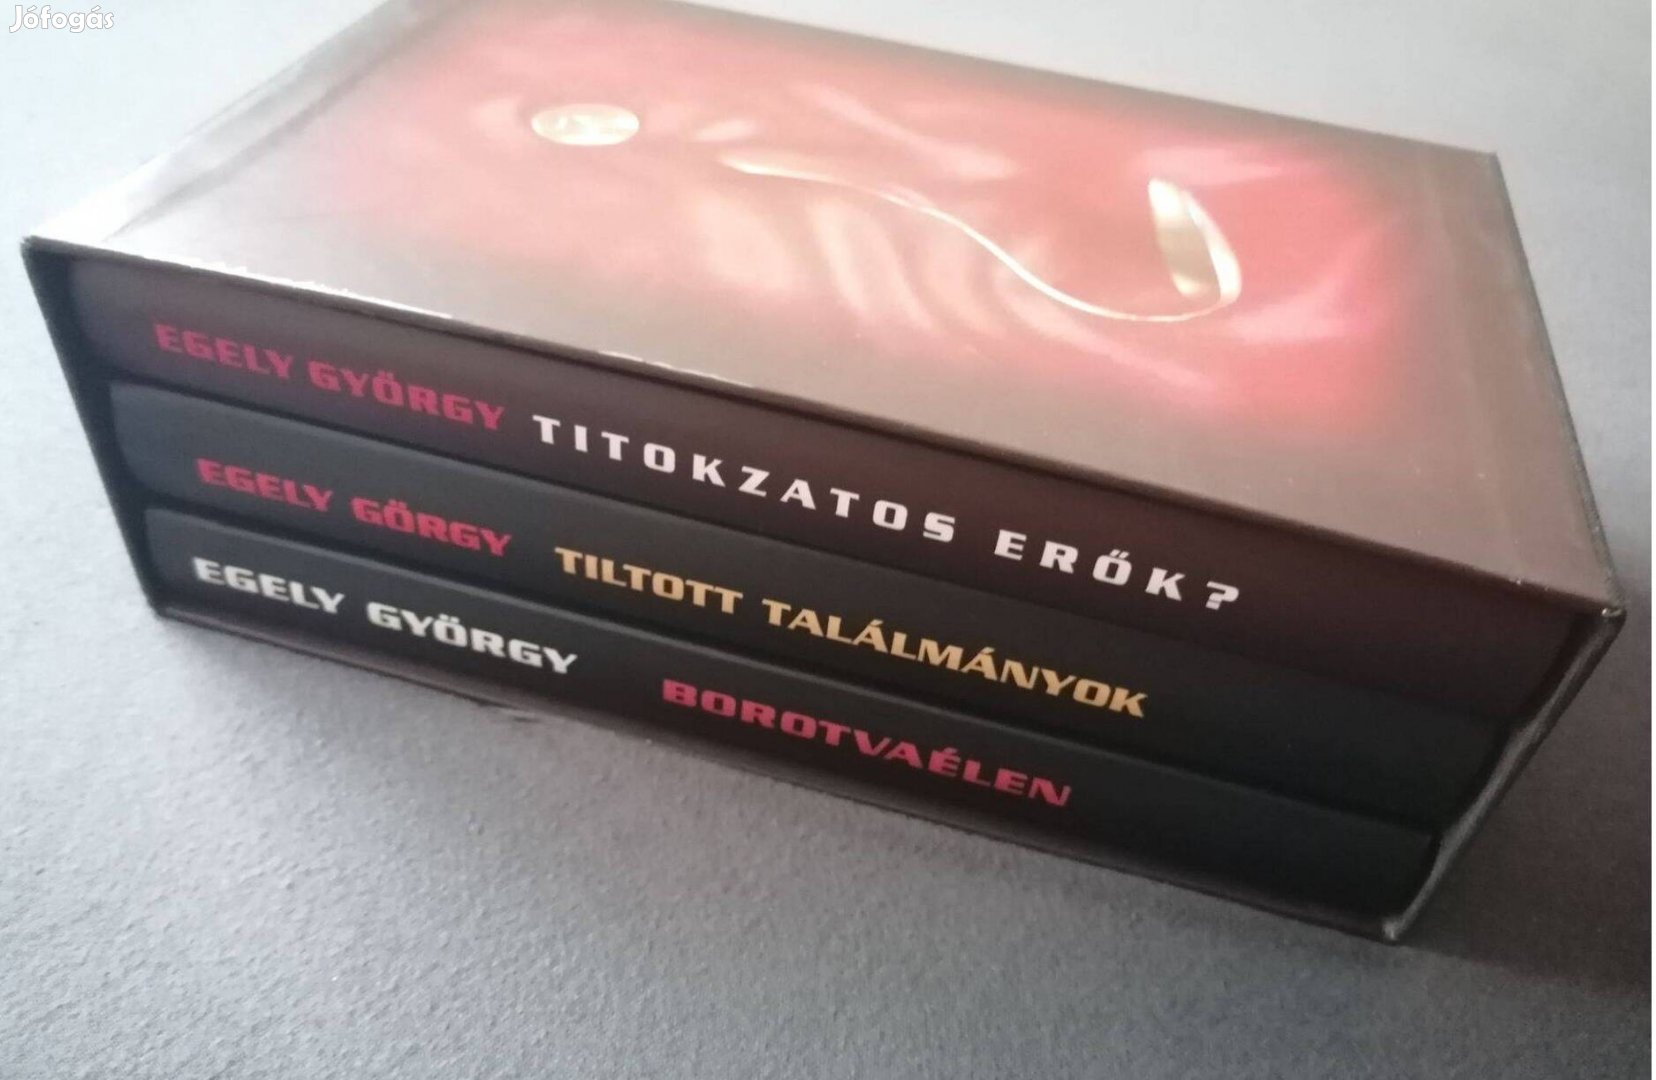 Jófogás
EGELY GYÖRGY TITOKZATOS ERŐK?
EGELY GÖRGY TILTOTT TALÁLMÁNYOK
EGELY GYÖRGY BOROTVAÉLEN